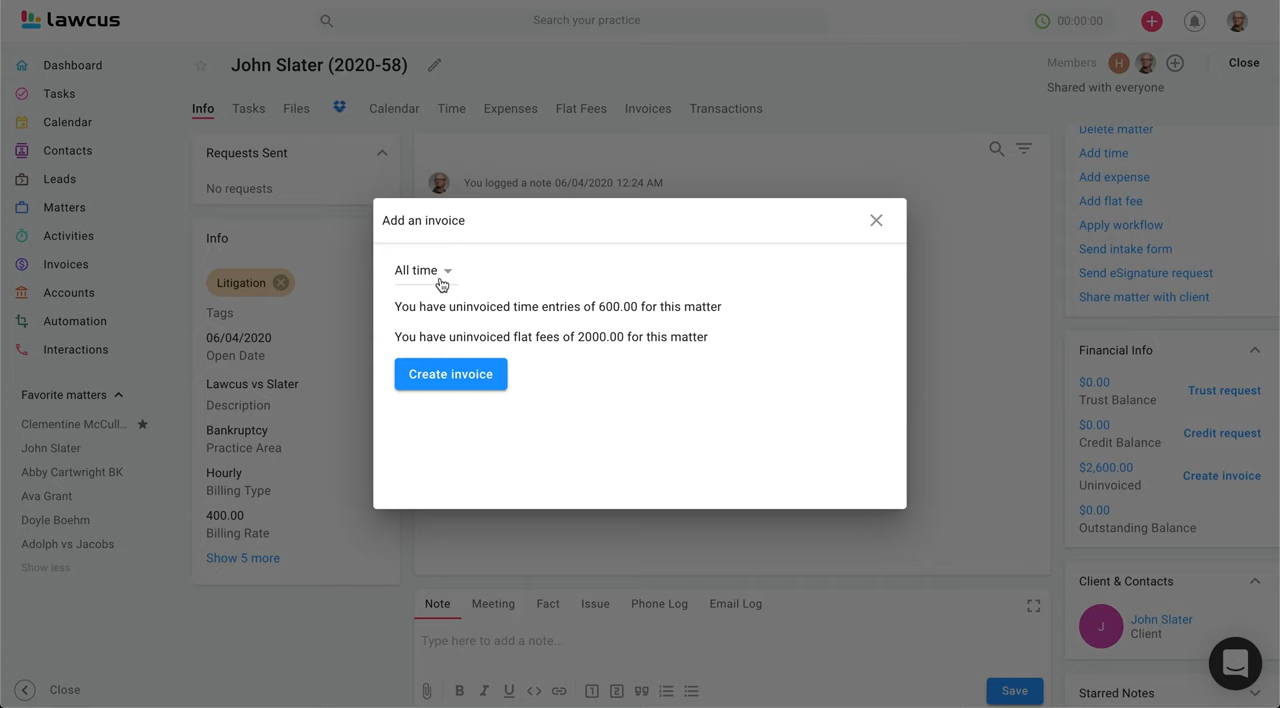 lawcus
Search your practice
00:00:00
Dashboard
Tasks
Calendar
Contacts
Leads
Matters
Activities
Invoices
Accounts
Automation
Interactions
Favorite matters
Clementine McCull...
John Slater
Abby Cartwright BK
Ava Grant
Doyle Boehm
Adolph vs Jacobs
Show less
Close
John Slater (2020-58)
Members
H
Close
Shared with everyone
Info Tasks Files Calendar Time Expenses Flat Fees Invoices Transactions
Requests Sent
No requests
Info
Litigation
Tags
06/04/2020
Open Date
Lawcus vs Slater
Description
Bankruptcy
Practice Area
Hourly
Billing Type
400.00
Billing Rate
Show 5 more
You logged a note 06/04/2020 12:24 AM
Add an invoice
All time
You have uninvoiced time entries of 600.00 for this matter
You have uninvoiced flat fees of 2000.00 for this matter
Create invoice
Note Meeting Fact Issue Phone Log Email Log
Type here to add a note...
B I U <> 1 2
Save
Delete matter
Add time
Add expense
Add flat fee
Apply workflow
Send intake form
Send eSignature request
Share matter with client
Financial Info
$0.00
Trust Balance
Trust request
$0.00
Credit Balance
Credit request
$2,600.00
Uninvoiced
Create invoice
$0.00
Outstanding Balance
Client & Contacts
J
John Slater
Client
Starred Notes